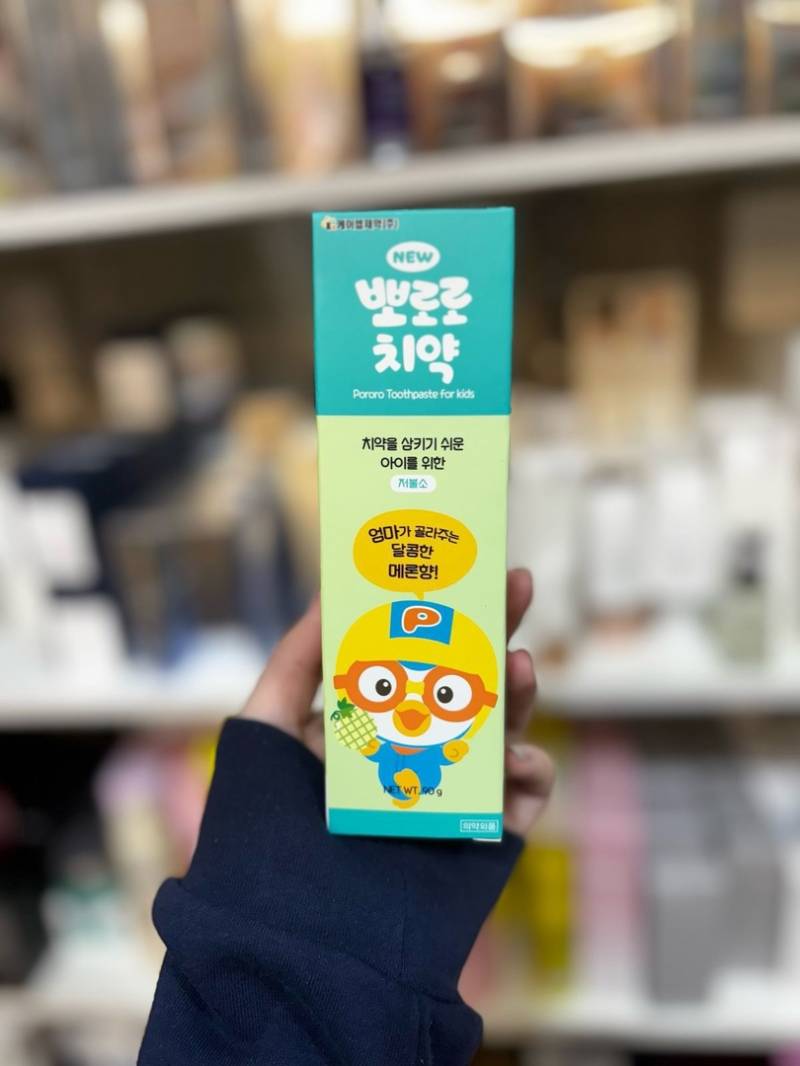 케이엠제약(주)
NEW
뽀로로
치약
Pororo Toothpaste for kids
치약을 삼키기 쉬운
아이를 위한
저불소
엄마가 골라주는
달콤한
메론향!
P
NET WT. 90 g
의약외품